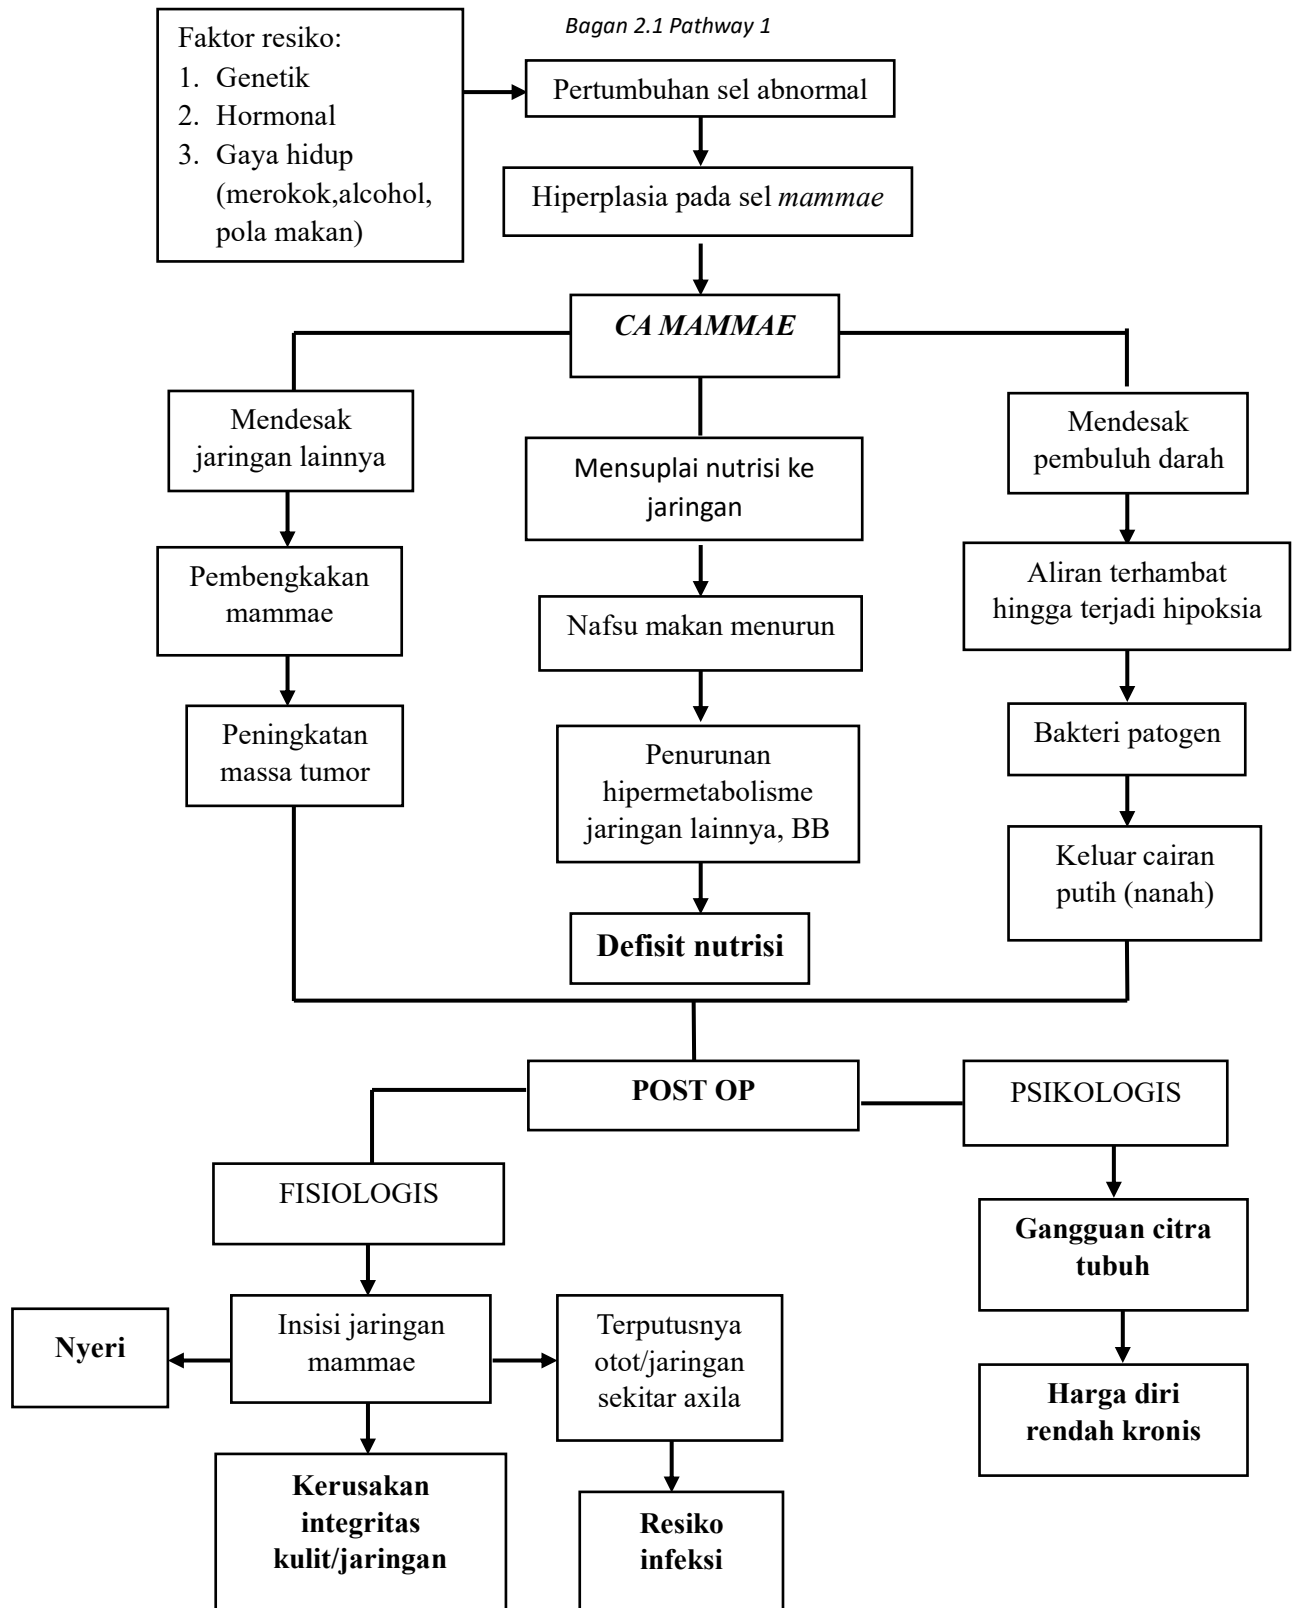 Bagan 2.1 Pathway 1
Faktor resiko:
1. Genetik
2. Hormonal
3. Gaya hidup
(merokok,alcohol,
pola makan)
Pertumbuhan sel abnormal
Hiperplasia pada sel mammae
CA MAMMAE
Mendesak
jaringan lainnya
Pembengkakan
mammae
Peningkatan
massa tumor
Mensuplai nutrisi ke
jaringan
Nafsu makan menurun
Penurunan
hipermetabolisme
jaringan lainnya, BB
Defisit nutrisi
Mendesak
pembuluh darah
Aliran terhambat
hingga terjadi hipoksia
Bakteri patogen
Keluar cairan
putih (nanah)
POST OP
FISIOLOGIS
Insisi jaringan
mammae
Nyeri
Kerusakan
integritas
kulit/jaringan
Terputusnya
otot/jaringan
sekitar axila
Resiko
infeksi
PSIKOLOGIS
Gangguan citra
tubuh
Harga diri
rendah kronis